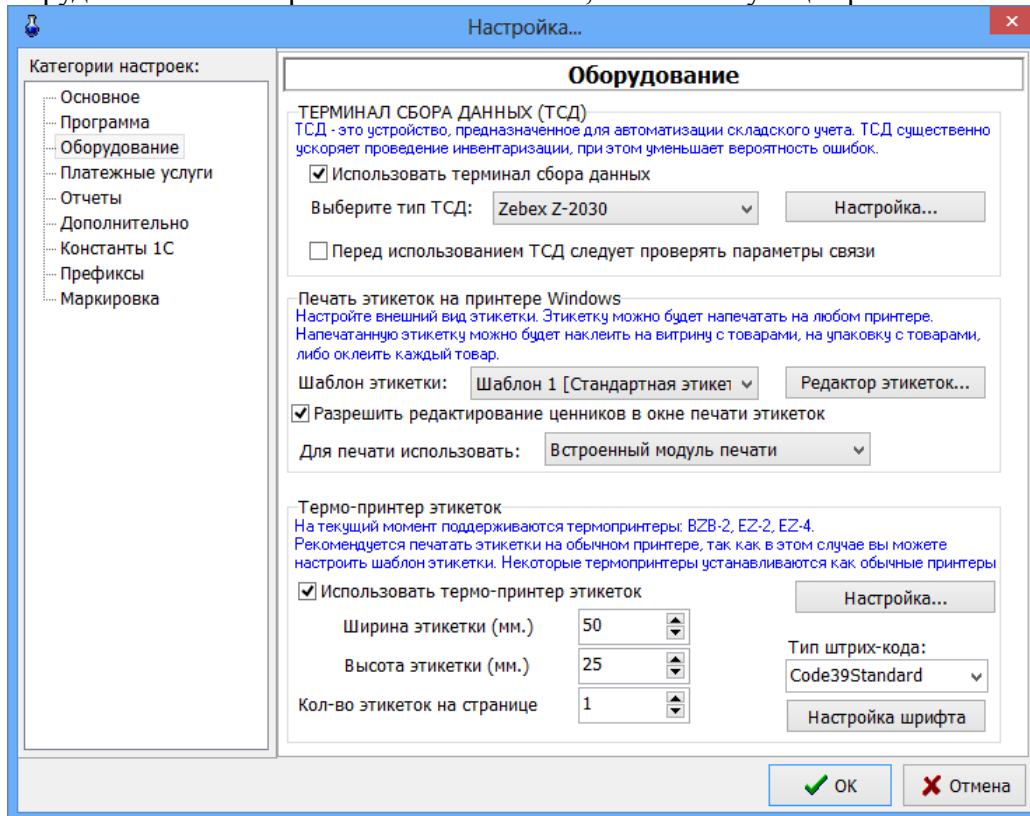 Настройка...
Категории настроек:
Основное
Программа
Оборудование
Платежные услуги
Отчеты
Дополнительно
Константы 1С
Префиксы
Маркировка
Оборудование
ТЕРМИНАЛ СБОРА ДАННЫХ (ТСД)
ТСД - это устройство, предназначенное для автоматизации складского учета. ТСД существенно
ускоряет проведение инвентаризации, при этом уменьшает вероятность ошибок.
Использовать терминал сбора данных
Выберите тип ТСД: Zebex Z-2030 Настройка...
Перед использованием ТСД следует проверять параметры связи
Печать этикеток на принтере Windows
Настройте внешний вид этикетки. Этикетку можно будет напечатать на любом принтере.
Напечатанную этикетку можно будет наклеить на витрину с товарами, на упаковку с товарами,
либо оклеить каждый товар.
Шаблон этикетки: Шаблон 1 [Стандартная этикет Редактор этикеток...
Разрешить редактирование ценников в окне печати этикеток
Для печати использовать: Встроенный модуль печати
Термо-принтер этикеток
На текущий момент поддерживаются термопринтеры: BZB-2, EZ-2, EZ-4.
Рекомендуется печатать этикетки на обычном принтере, так как в этом случае вы можете
настроить шаблон этикетки. Некоторые термопринтеры устанавливаются как обычные принтеры
Использовать термо-принтер этикеток Настройка...
Ширина этикетки (мм.) 50
Тип штрих-кода:
Высота этикетки (мм.) 25 Code39Standard
Кол-во этикеток на странице 1 Настройка шрифта
OK Отмена